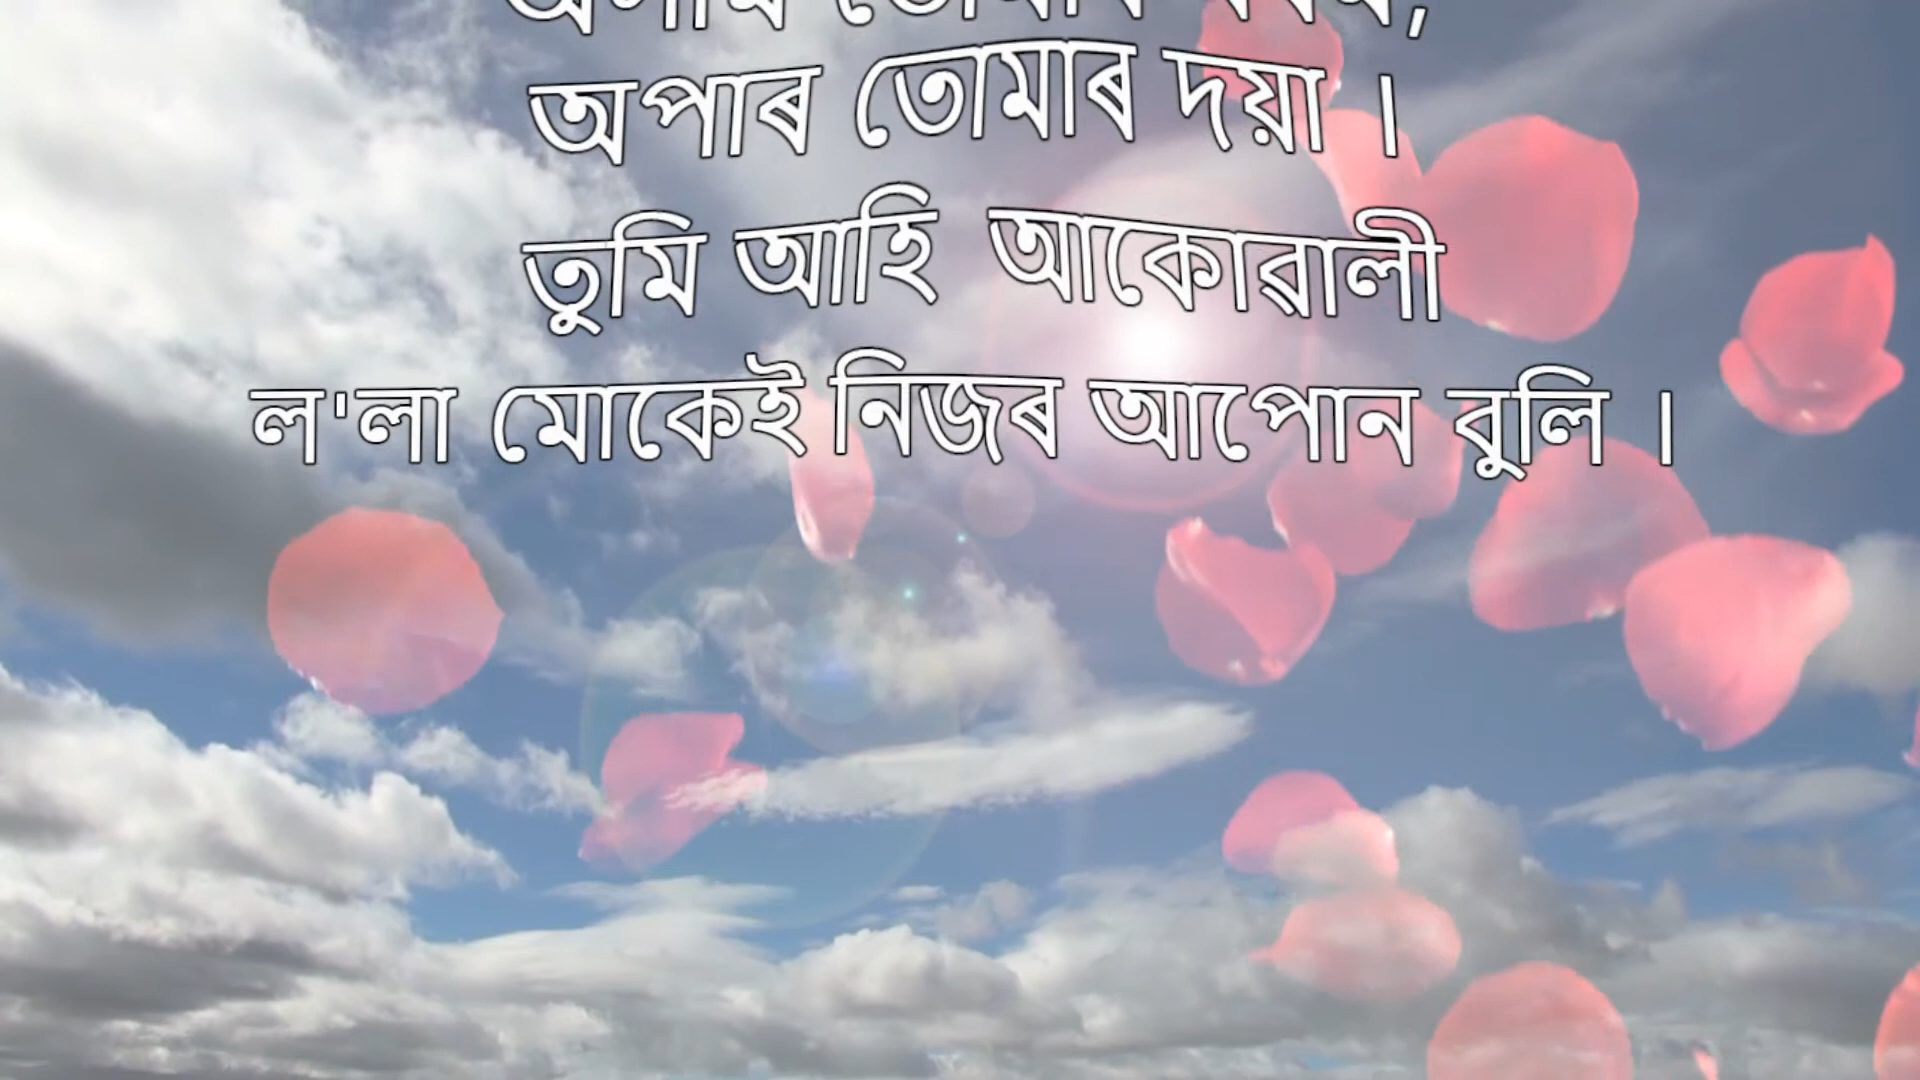 তোমাৰ
অপাৰ তোমাৰ দয়া ।
তুমি আহি আকোৱালী
ল'লা মোকেই নিজৰ আপোন বুলি ।